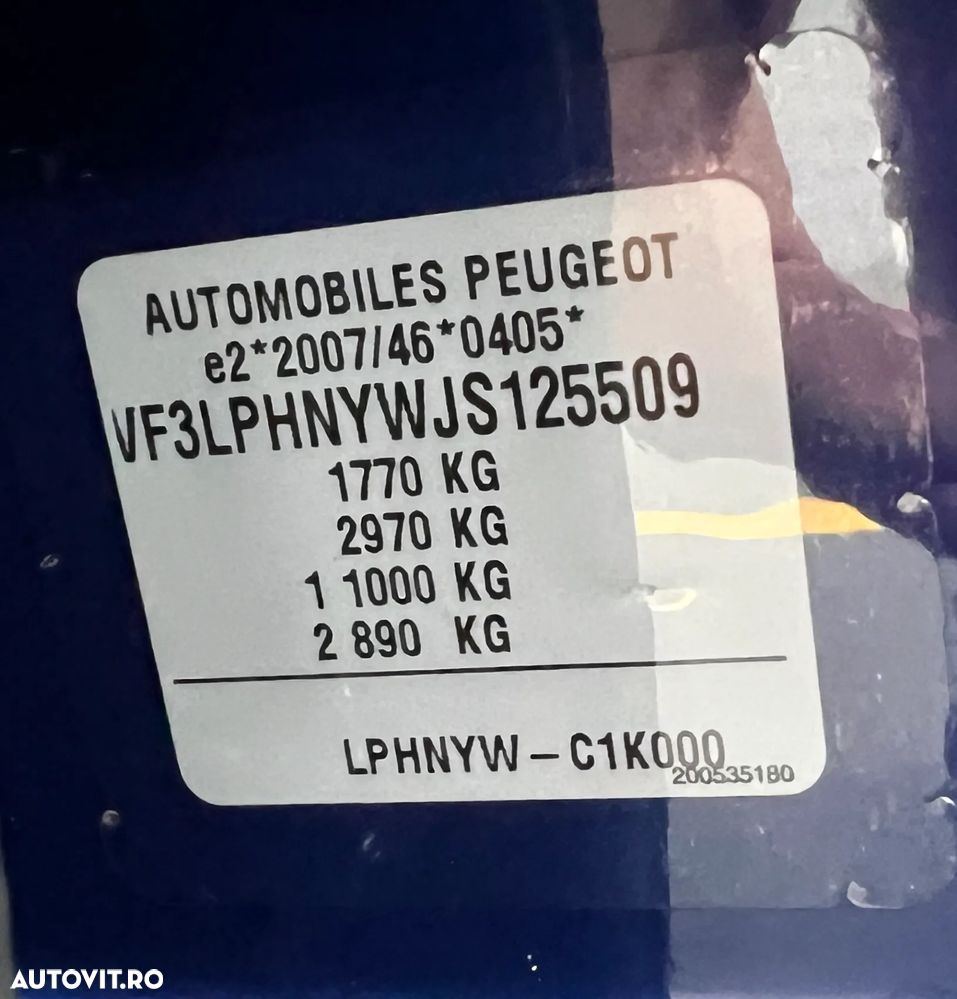 AUTOMOBILES PEUGEOT
e2*2007/46*0405*
VF3LPHNYWJS125509
1770 KG
2970 KG
1 1000 KG
2 890 KG
LPHNYW - C1K000
200535180
AUTOVIT.RO